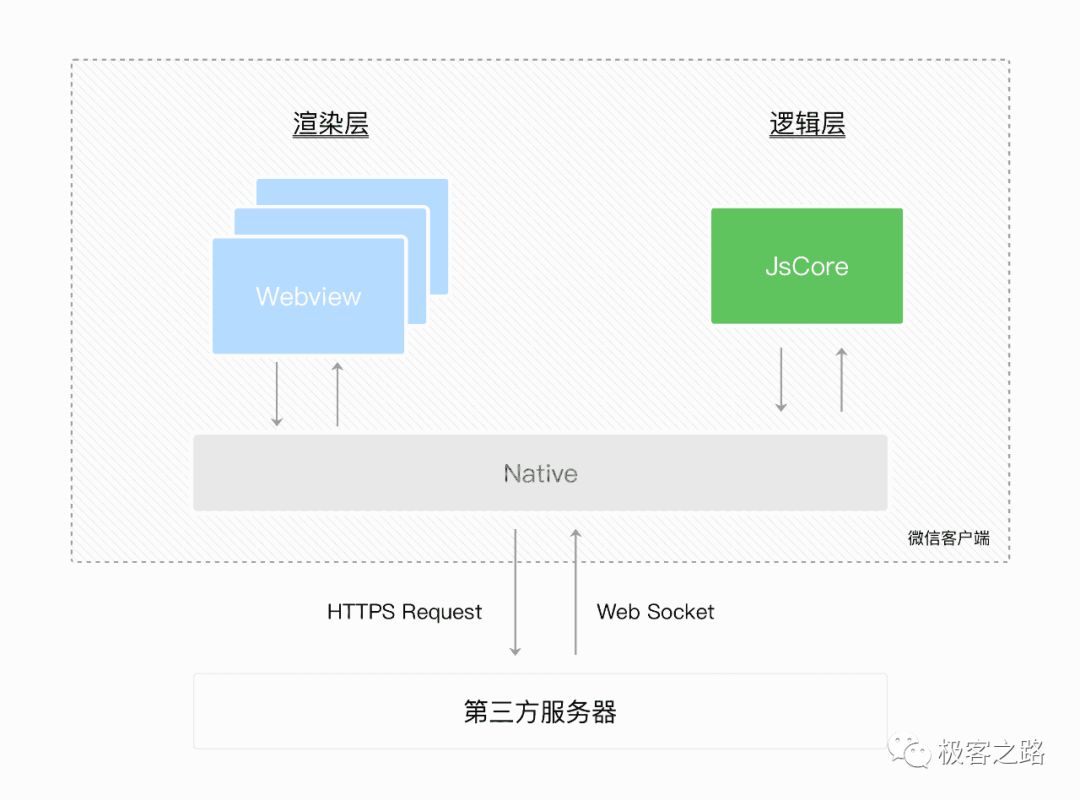 渲染层
逻辑层
Webview
JsCore
Native
微信客户端
HTTPS Request
Web Socket
第三方服务器
极客之路